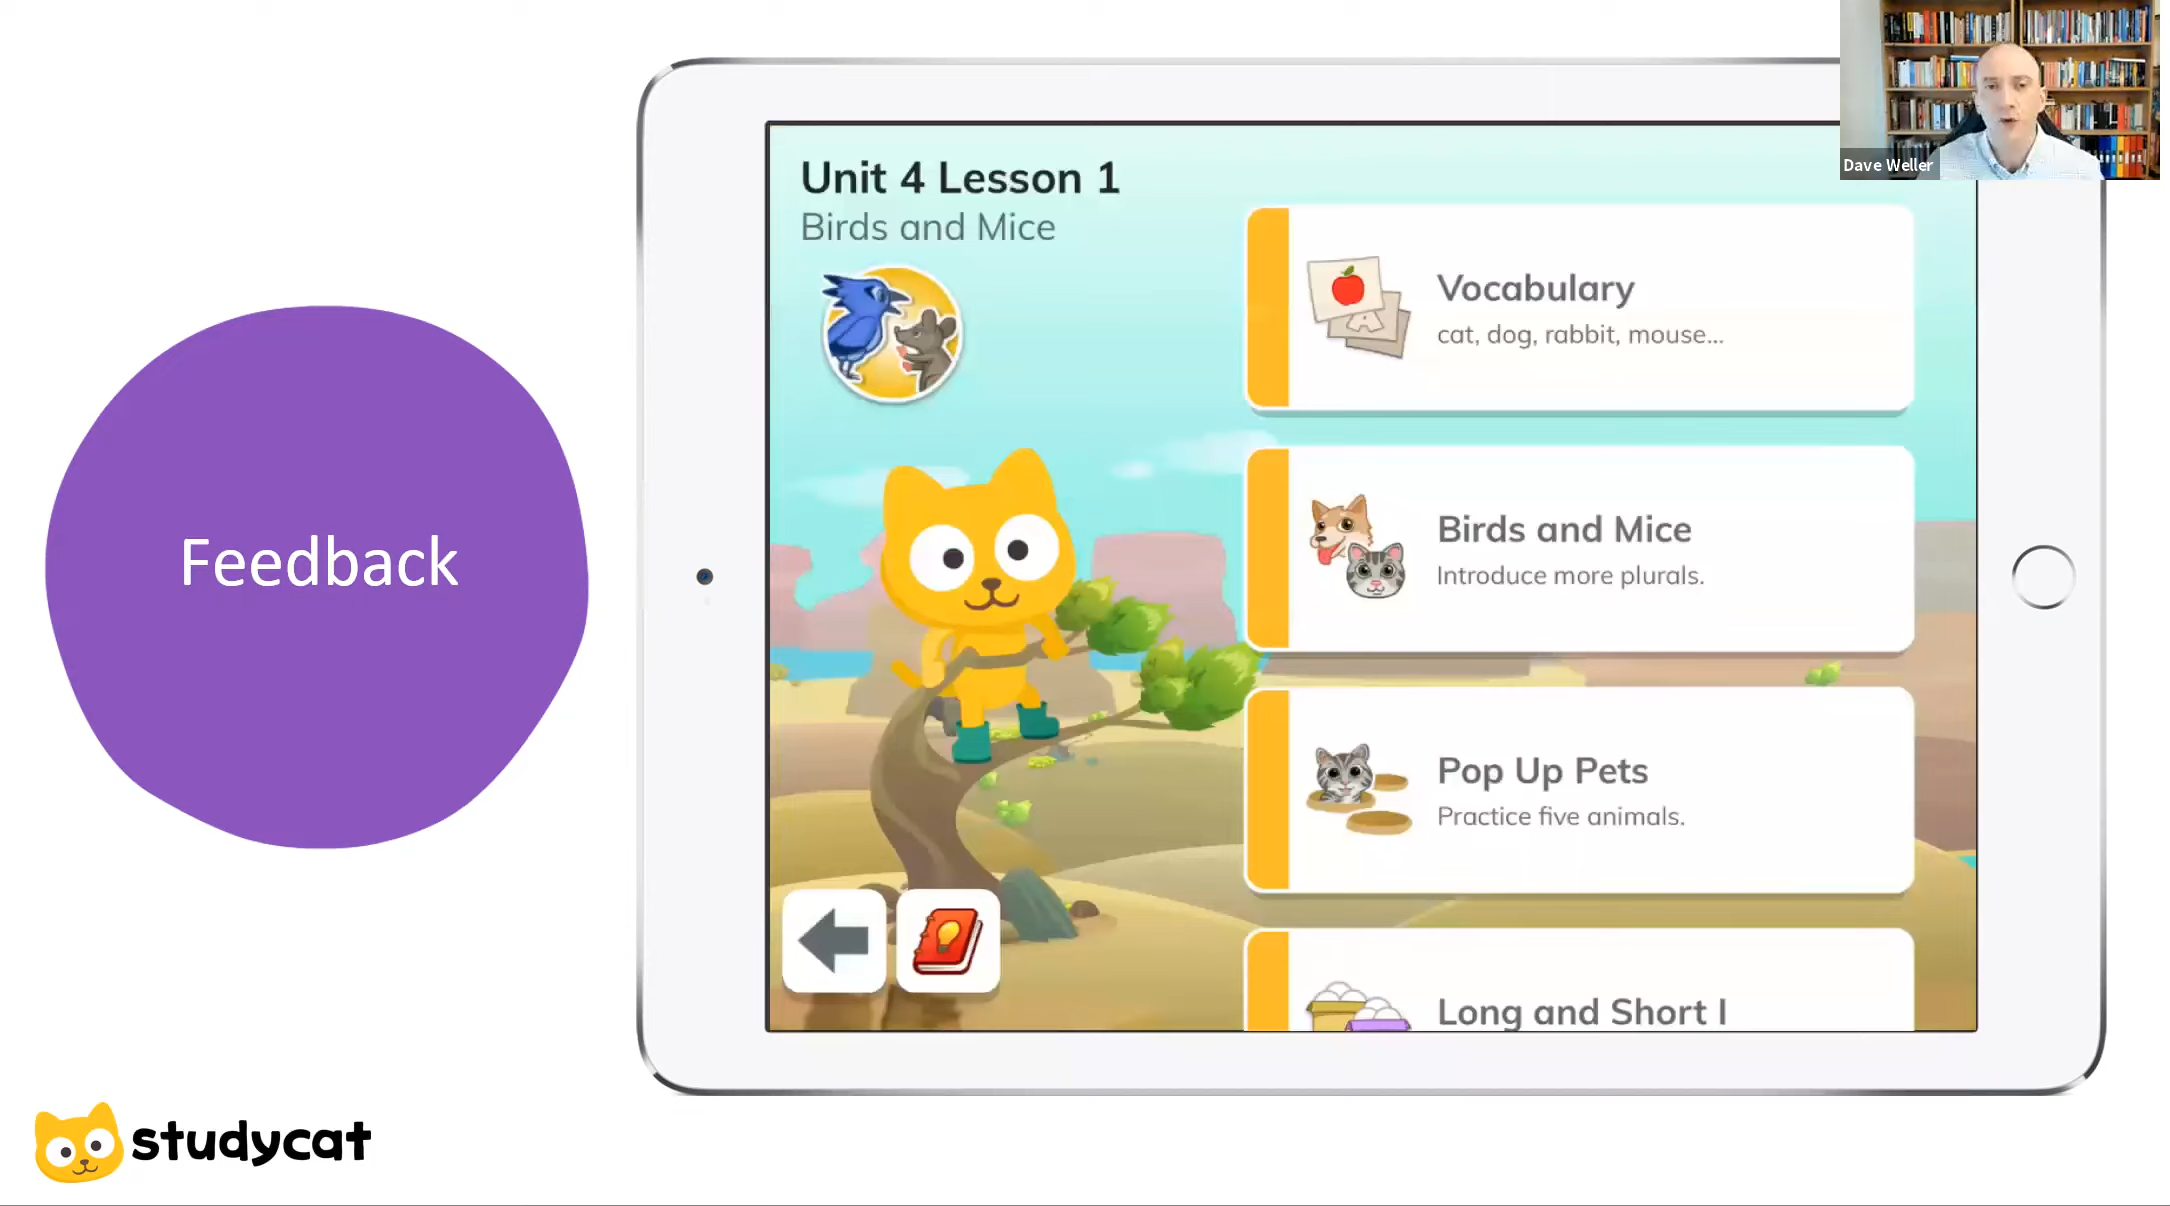 Feedback
studycat
Unit 4 Lesson 1
Birds and Mice
Vocabulary
cat, dog, rabbit, mouse...
Birds and Mice
Introduce more plurals.
Pop Up Pets
Practice five animals.
Long and Short I
Dave Weller